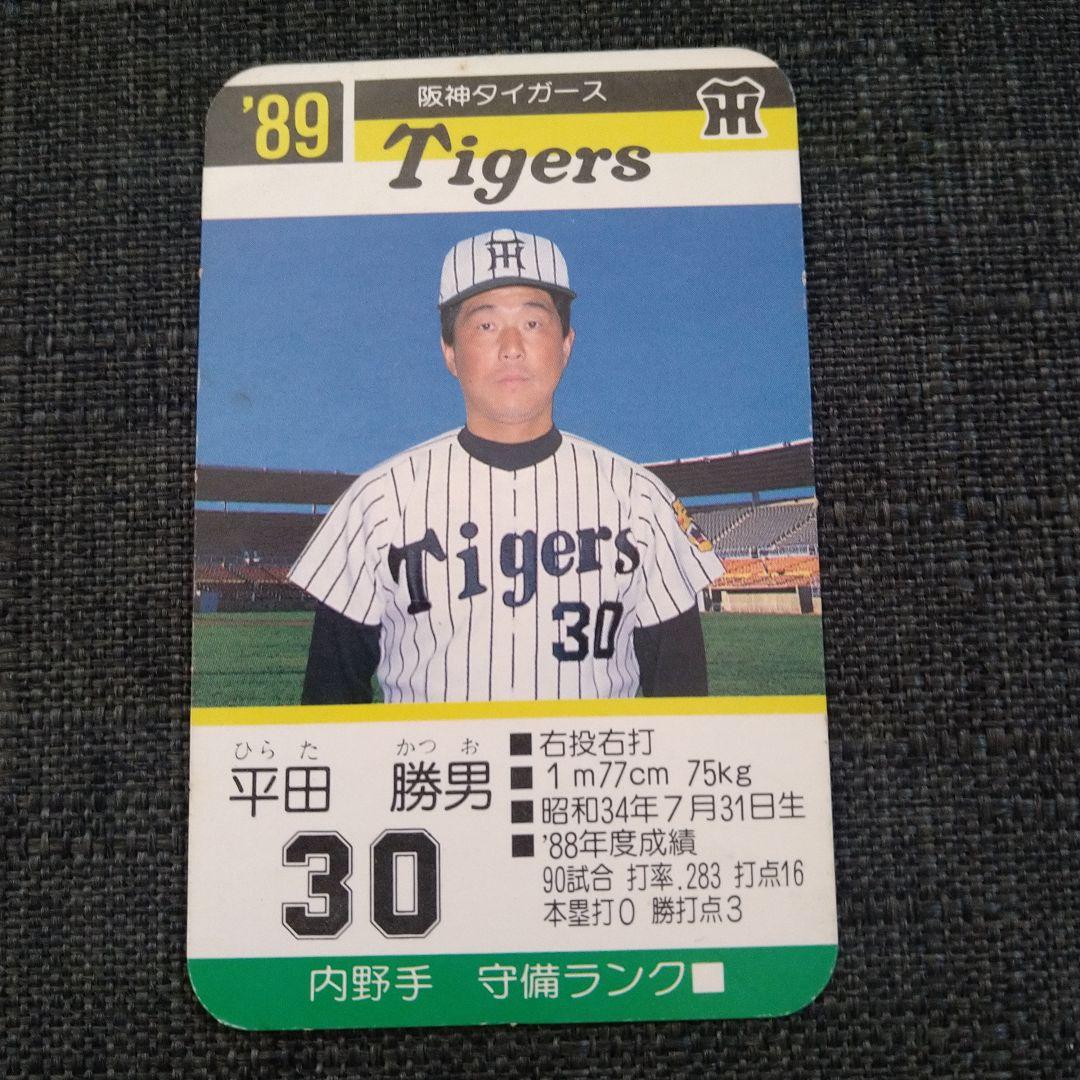 '89
阪神タイガース
Tigers
TH
TH
Tigers
30
ひらた かつお
平田 勝男
30
■右投右打
■1m77cm 75kg
■昭和34年7月31日生
■'88年度成績
90試合 打率.283 打点16
本塁打0 勝打点3
内野手 守備ランク■